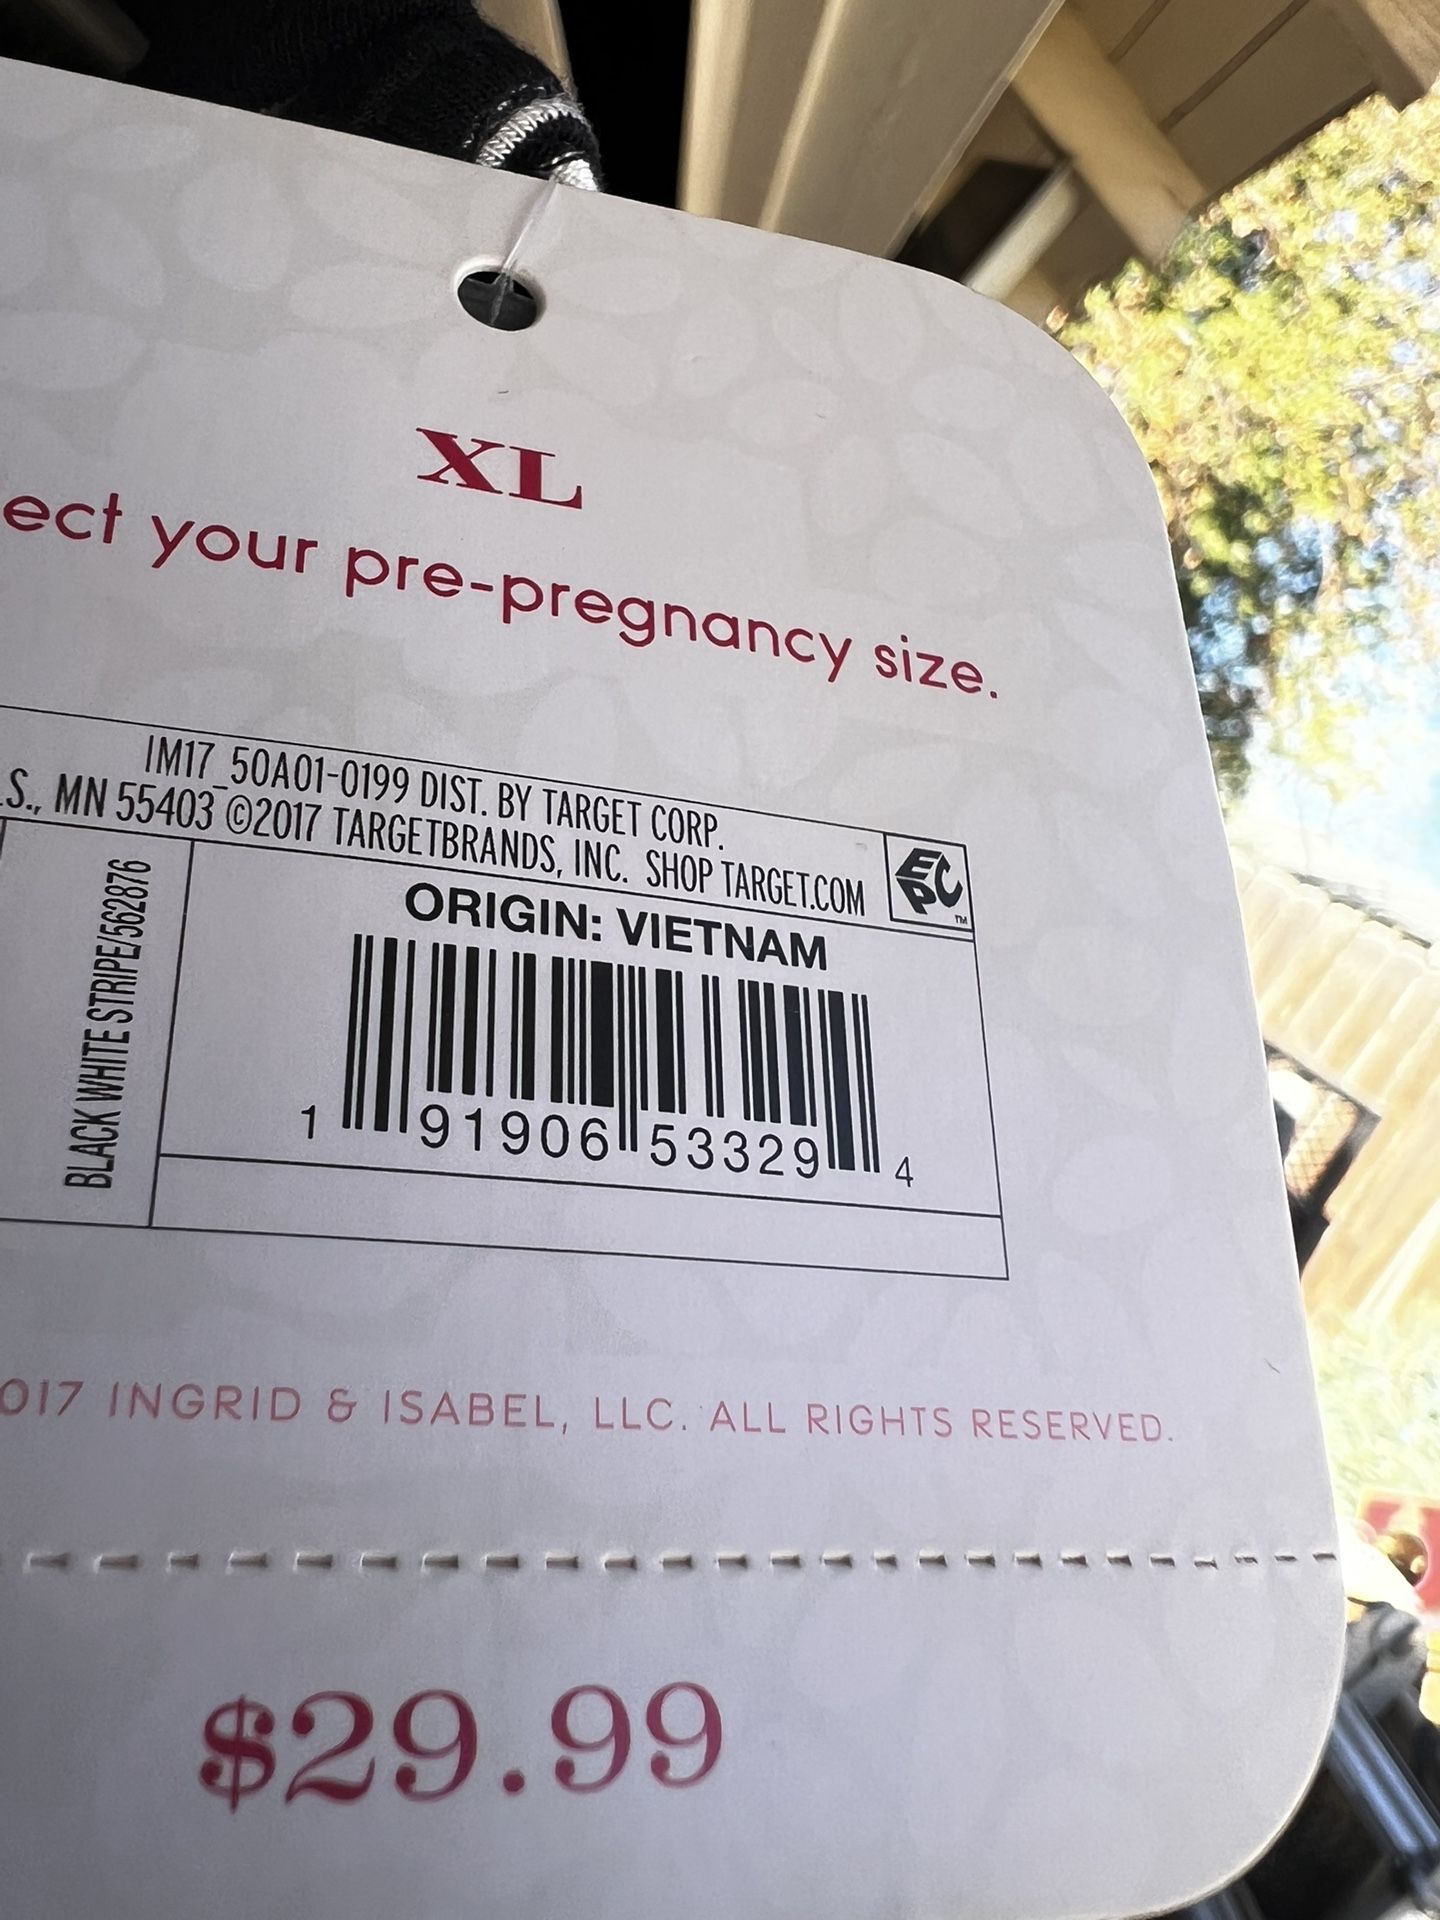 XL
ect your pre-pregnancy size.
IM17_50A01-0199 DIST. BY TARGET CORP.
LS., MN 55403 ©2017 TARGETBRANDS, INC. SHOP TARGET.COM
EPC™
BLACK WHITE STRIPE/562876
ORIGIN: VIETNAM
1 91906 53329 4
017 INGRID & ISABEL, LLC. ALL RIGHTS RESERVED.
$29.99